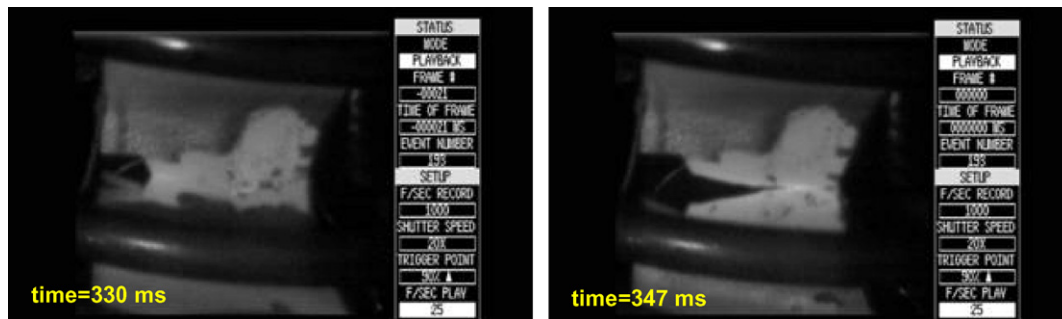 STATUS
MODE
PLAYBACK
FRAME #
-00021
TIME OF FRAME
-000021 MS
EVENT NUMBER
193
SETUP
F/SEC RECORD
1000
SHUTTER SPEED
20X
TRIGGER POINT
90% ▲
F/SEC PLAY
25
time=330 ms
STATUS
MODE
PLAYBACK
FRAME #
000000
TIME OF FRAME
0000000 MS
EVENT NUMBER
193
SETUP
F/SEC RECORD
1000
SHUTTER SPEED
20X
TRIGGER POINT
90% ▲
F/SEC PLAY
25
time=347 ms